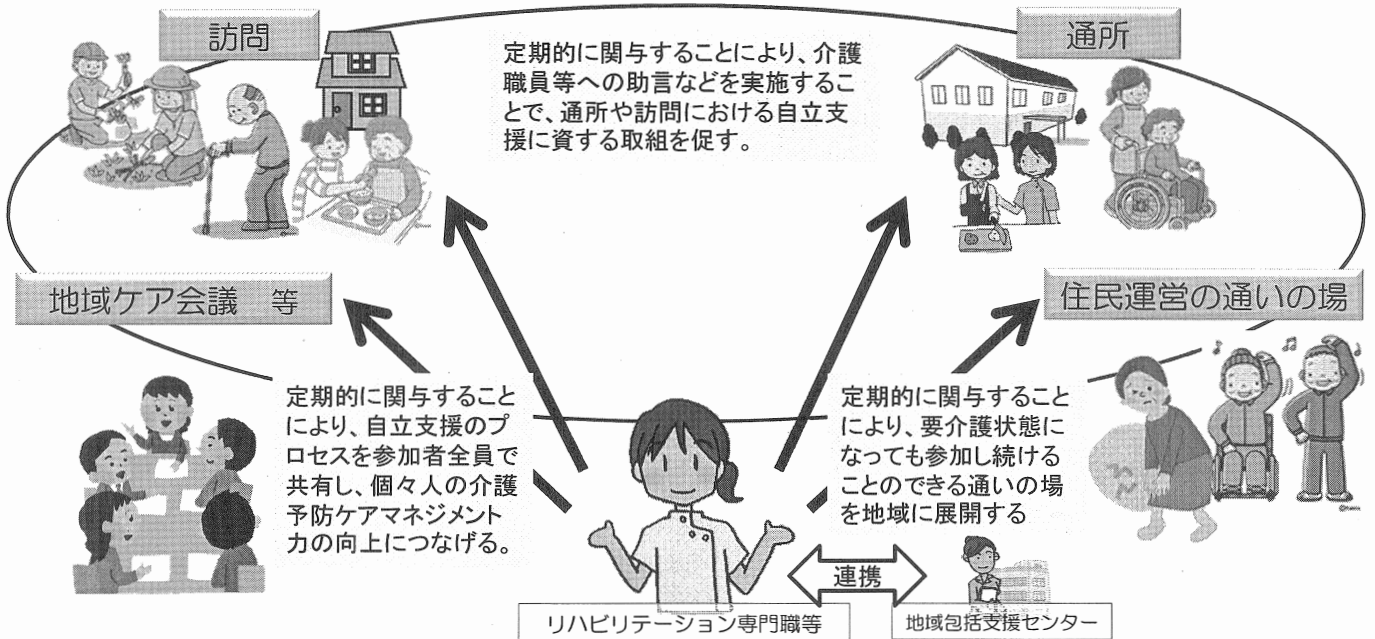 訪問
通所
定期的に関与することにより、介護
職員等への助言などを実施するこ
とで、通所や訪問における自立支
援に資する取組を促す。
地域ケア会議 等
住民運営の通いの場
定期的に関与すること
により、自立支援のプ
ロセスを参加者全員で
共有し、個々人の介護
予防ケアマネジメント
力の向上につなげる。
定期的に関与すること
により、要介護状態に
なっても参加し続ける
ことのできる通いの場
を地域に展開する
連携
リハビリテーション専門職等
地域包括支援センター